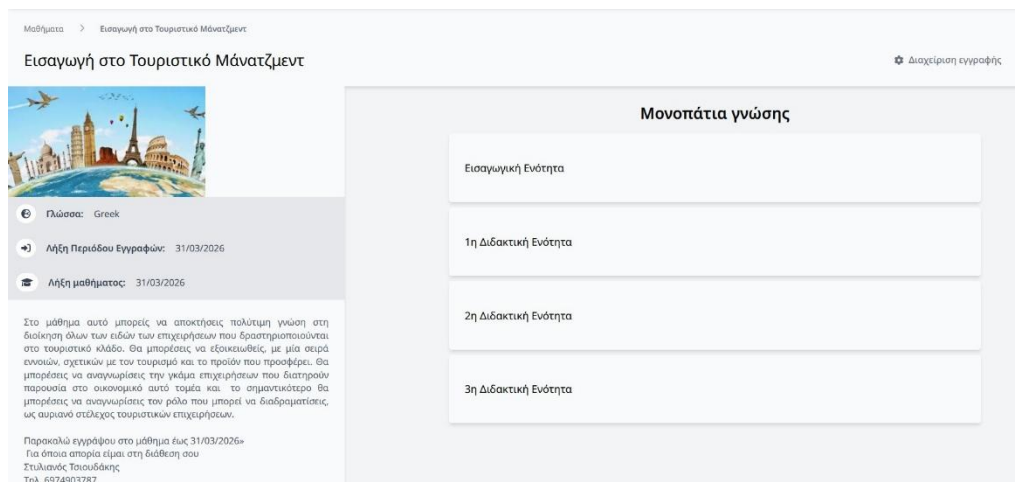 Μαθήματα > Εισαγωγή στο Τουριστικό Μάνατζμεντ
Εισαγωγή στο Τουριστικό Μάνατζμεντ
Διαχείριση εγγραφής
Γλώσσα: Greek
Λήξη Περιόδου Εγγραφών: 31/03/2026
Λήξη μαθήματος: 31/03/2026
Στο μάθημα αυτό μπορείς να αποκτήσεις πολύτιμη γνώση στη
διοίκηση όλων των ειδών των επιχειρήσεων που δραστηριοποιούνται
στο τουριστικό κλάδο. Θα μπορέσεις να εξοικειωθείς, με μία σειρά
εννοιών, σχετικών με τον τουρισμό και το προϊόν που προσφέρει. Θα
μπορέσεις να αναγνωρίσεις την γκάμα επιχειρήσεων που διατηρούν
παρουσία στο οικονομικό αυτό τομέα και το σημαντικότερο θα
μπορέσεις να αναγνωρίσεις τον ρόλο που μπορεί να διαδραματίσεις,
ως αυριανό στέλεχος τουριστικών επιχειρήσεων.
Παρακαλώ εγγράψου στο μάθημα έως 31/03/2026»
Για όποια απορία είμαι στη διάθεση σου
Στυλιανός Τσιουδάκης
Τηλ. 6974903787
Μονοπάτια γνώσης
Εισαγωγική Ενότητα
1η Διδακτική Ενότητα
2η Διδακτική Ενότητα
3η Διδακτική Ενότητα